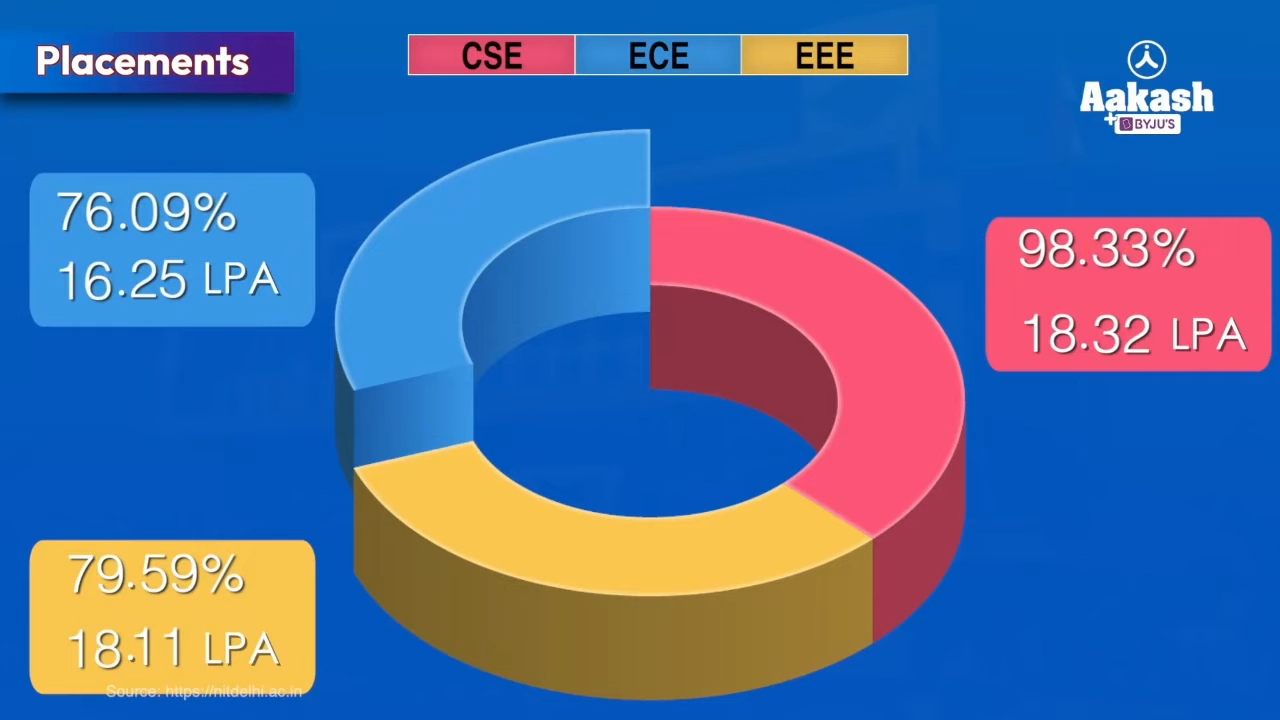 Placements
CSE ECE EEE
Aakash
+ BYJU'S
76.09%
16.25 LPA
98.33%
18.32 LPA
79.59%
18.11 LPA
Source: https://nitdelhi.ac.in